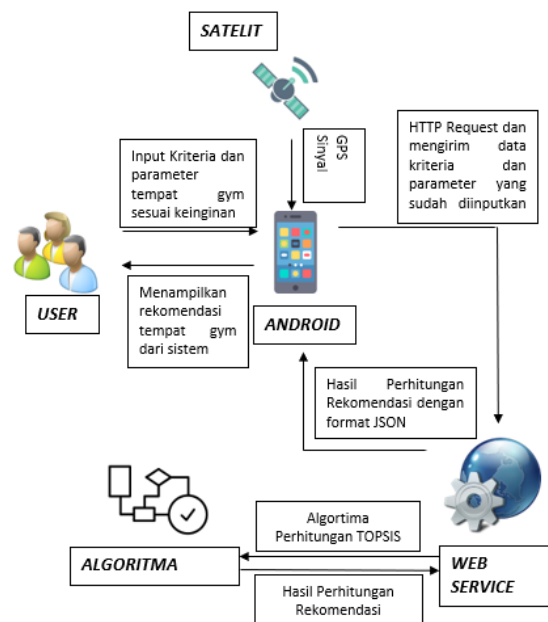 SATELIT
GPS
Sinyal
HTTP Request dan
mengirim data
kriteria dan
parameter yang
sudah diinputkan
Input Kriteria dan
parameter
tempat gym
sesuai keinginan
USER
Menampilkan
rekomendasi
tempat gym
dari sistem
ANDROID
Hasil Perhitungan
Rekomendasi dengan
format JSON
Algortima
Perhitungan TOPSIS
ALGORITMA
WEB
SERVICE
Hasil Perhitungan
Rekomendasi